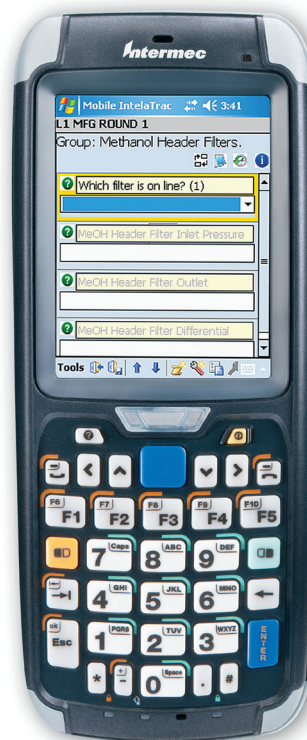 Intermec
Mobile IntelaTrac 3:41
L1 MFG ROUND 1
Group: Methanol Header Filters.
Which filter is on line? (1)
MeOH Header Filter Inlet Pressure
MeOH Header Filter Outlet
MeOH Header Filter Differential
Tools
F6 F1 F7 F2 F8 F3 F9 F4 F10 F5
7 Caps 8 ABC 9 DEF
4 GHI 5 JKL 6 MNO
ok Esc 1 PQRS 2 TUV 3 WXYZ ENTER
* 0 Space . #